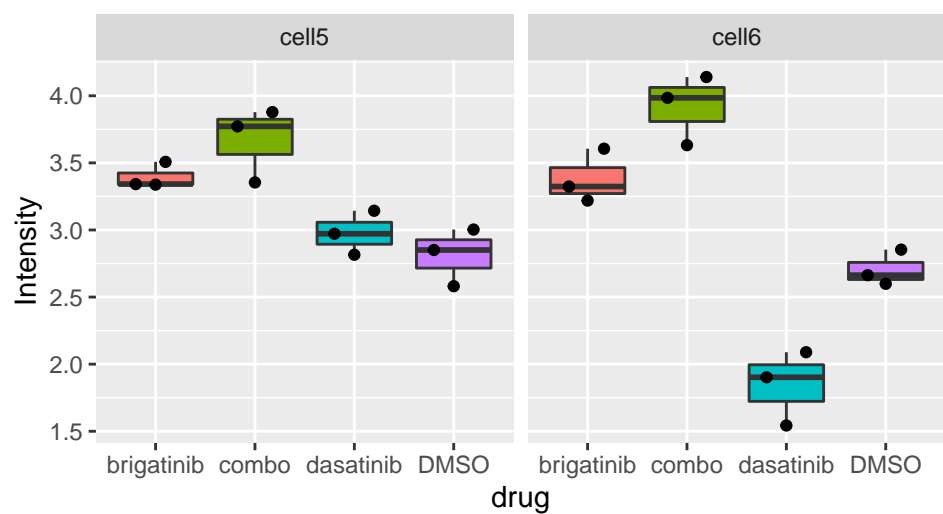 cell5 cell6
Intensity
4.0
3.5
3.0
2.5
2.0
1.5
brigatinib combo dasatinib DMSO brigatinib combo dasatinib DMSO
drug